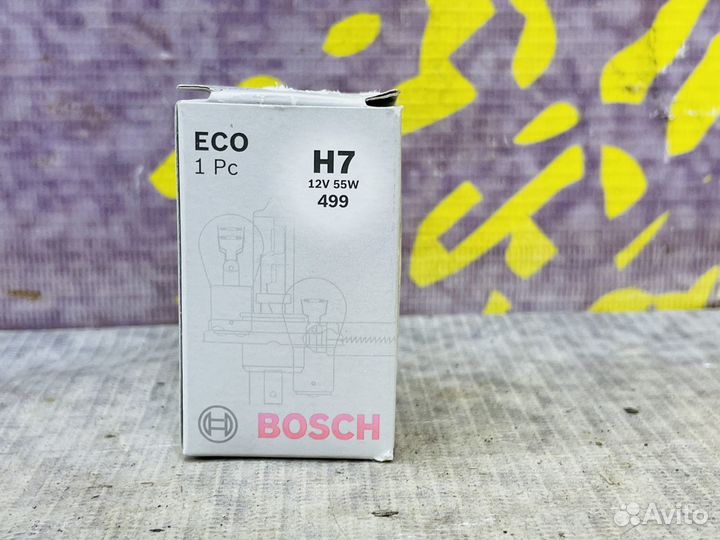 ECO
1 Pc
H7
12V 55W
499
BOSCH
Avito